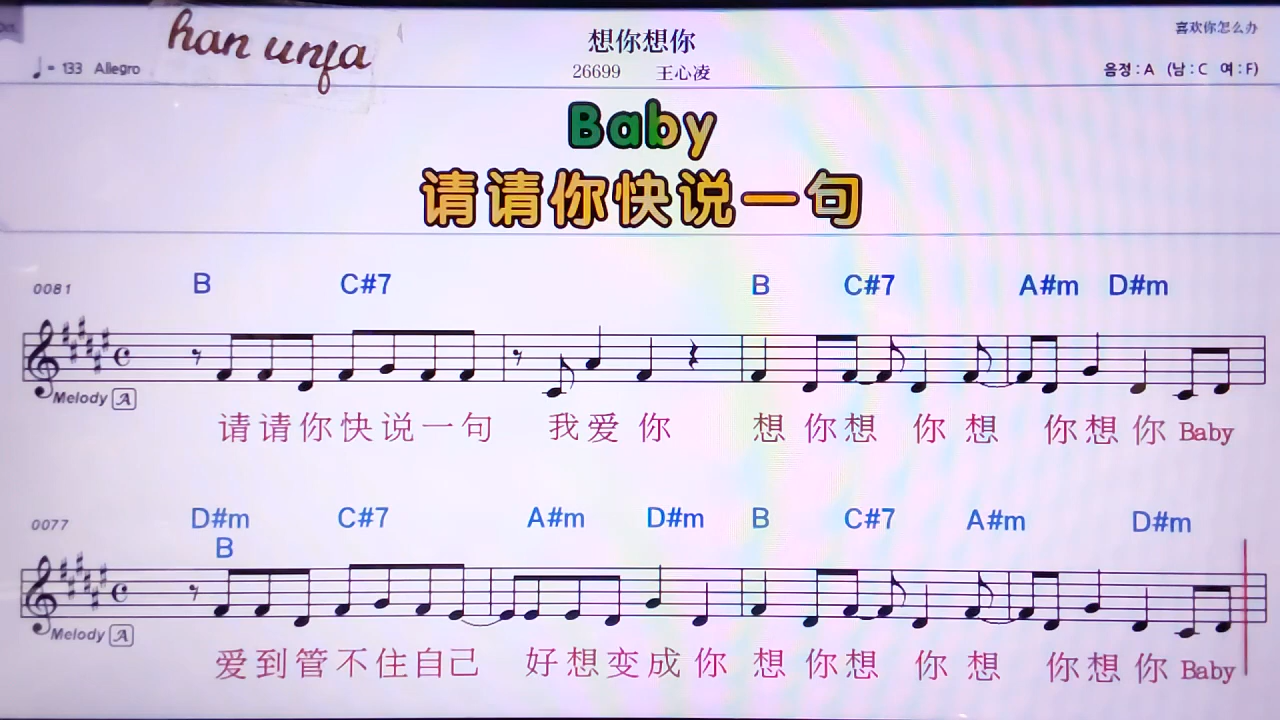 han unfa
想你想你
喜欢你怎么办
♩= 133 Allegro
26699 王心凌
음정 : A (남 : C 여 : F)
Baby
请请你快说一句
0081
B C#7 B C#7 A#m D#m
Melody A
请请你快说一句 我爱你 想你想你想你想你 Baby
0077
D#m C#7 A#m D#m B C#7 A#m D#m
B
Melody A
爱到管不住自己 好想变成你 想你想你想你想你 Baby